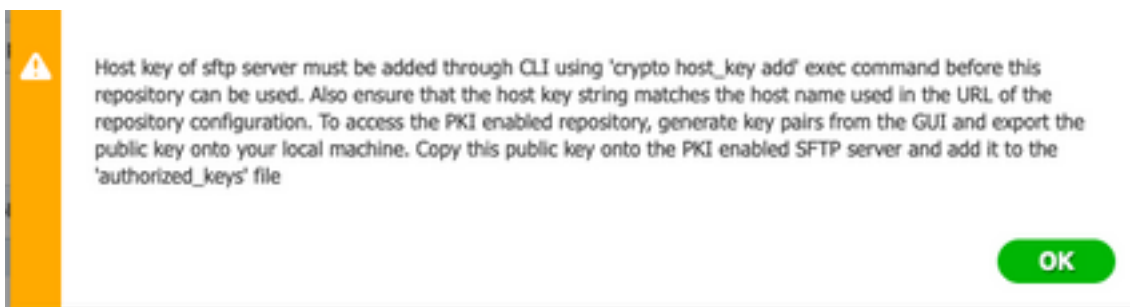 Host key of sftp server must be added through CLI using 'crypto host_key add' exec command before this
repository can be used. Also ensure that the host key string matches the host name used in the URL of the
repository configuration. To access the PKI enabled repository, generate key pairs from the GUI and export the
public key onto your local machine. Copy this public key onto the PKI enabled SFTP server and add it to the
'authorized_keys' file
OK